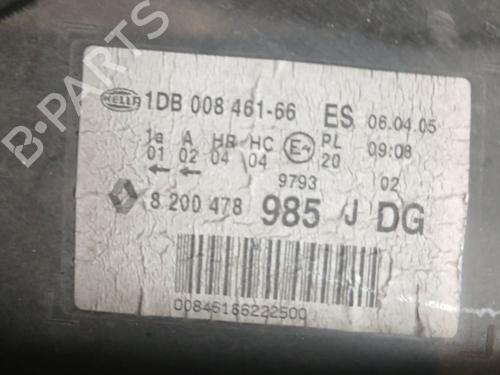 B-PARTS
HELLA 1DB 008 461-66 ES 06.04.05
1a A HR HC E4 PL 09:08
01 02 04 04 20
← ← 9793 02
8 200 478 985 J DG
00846166222500